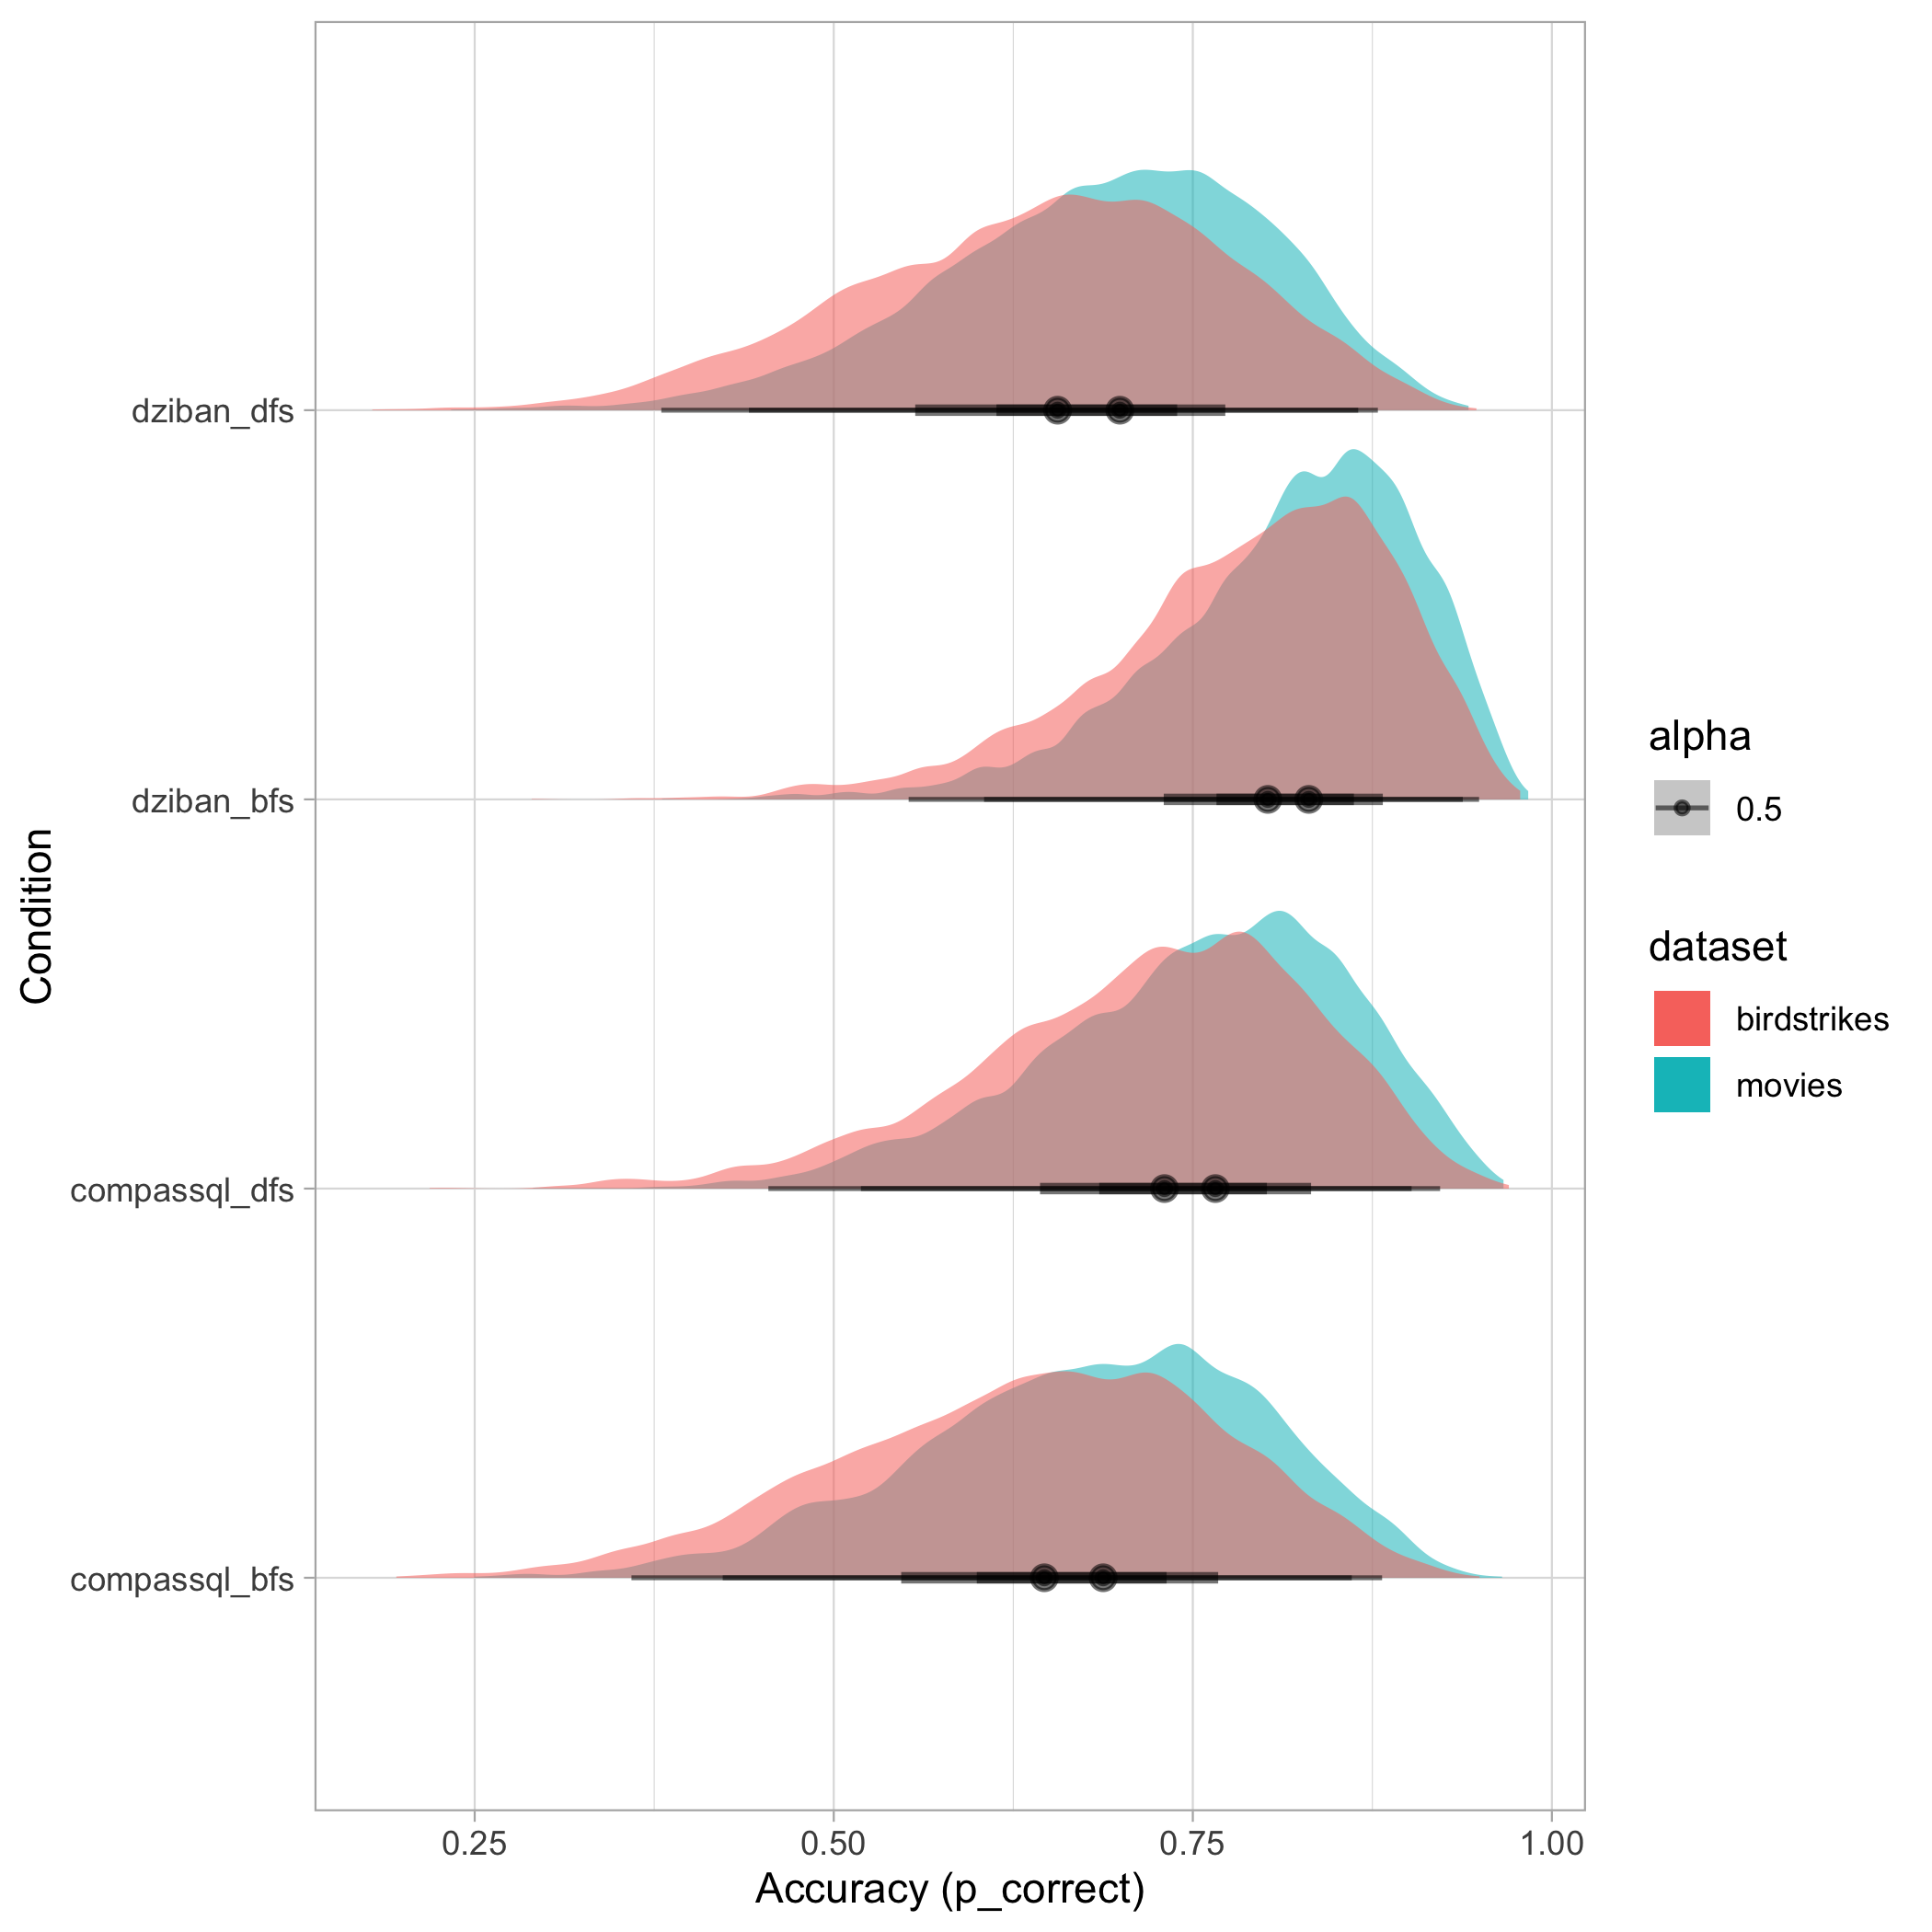 dziban_dfs
dziban_bfs
compassql_dfs
compassql_bfs
Condition
0.25
0.50
0.75
1.00
Accuracy (p_correct)
alpha
0.5
dataset
birdstrikes
movies